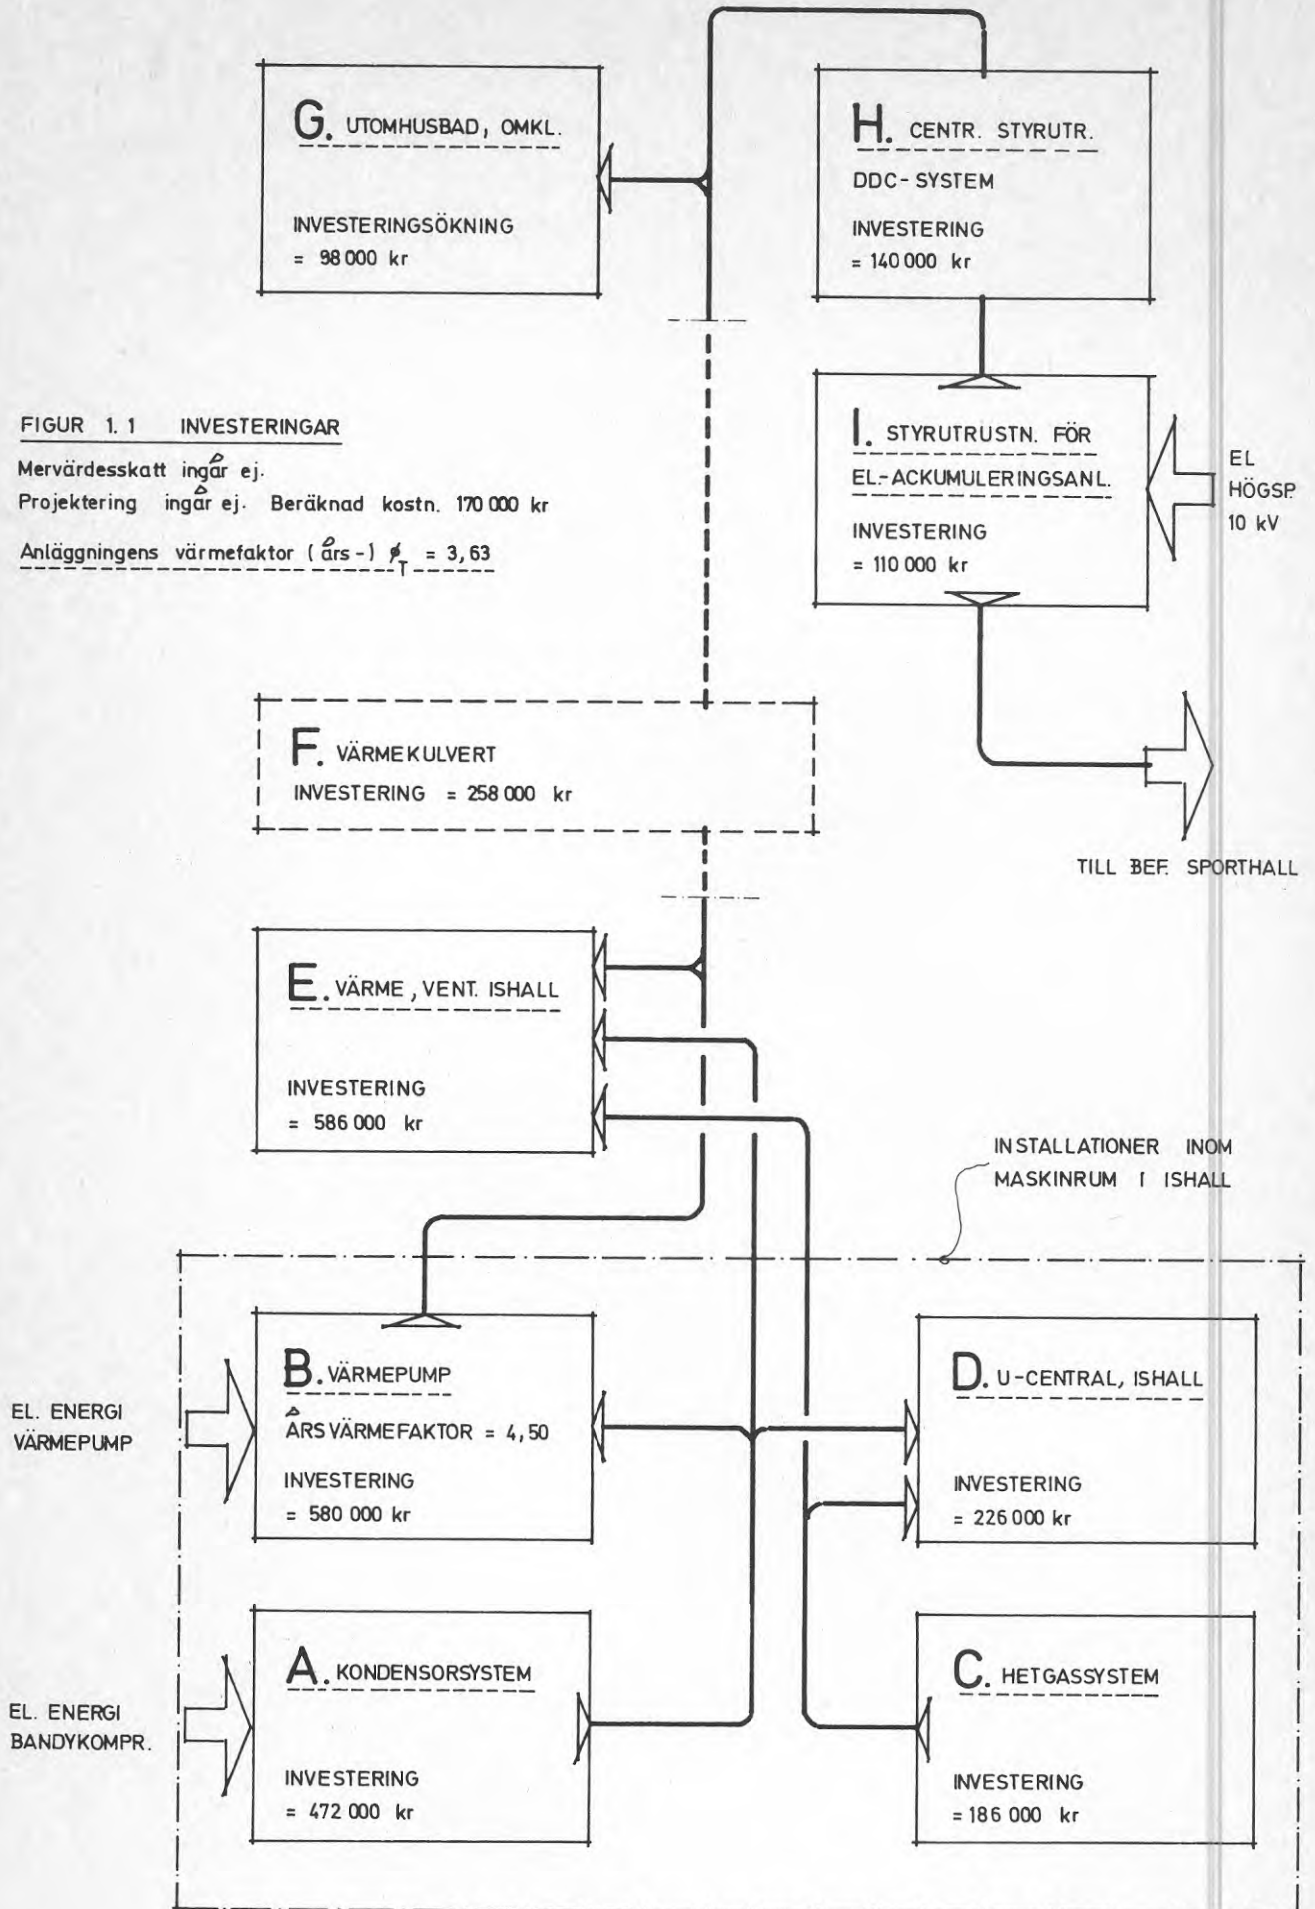 G. UTOMHUSBAD, OMKL.
INVESTERINGSÖKNING
= 98 000 kr
H. CENTR. STYRUTR.
DDC-SYSTEM
INVESTERING
= 140 000 kr
FIGUR 1.1 INVESTERINGAR
Mervärdesskatt ingår ej.
Projektering ingår ej. Beräknad kostn. 170 000 kr
Anläggningens värmefaktor (års-) ϕT = 3,63
I. STYRUTRUSTN. FÖR
EL-ACKUMULERINGSANL.
INVESTERING
= 110 000 kr
EL
HÖGSP.
10 kV
F. VÄRMEKULVERT
INVESTERING = 258 000 kr
TILL BEF. SPORTHALL
E. VÄRME, VENT. ISHALL
INVESTERING
= 586 000 kr
INSTALLATIONER INOM
MASKINRUM I ISHALL
B. VÄRMEPUMP
ÅRSVÄRMEFAKTOR = 4,50
INVESTERING
= 580 000 kr
EL. ENERGI
VÄRMEPUMP
D. U-CENTRAL, ISHALL
INVESTERING
= 226 000 kr
A. KONDENSORSYSTEM
INVESTERING
= 472 000 kr
EL. ENERGI
BANDYKOMPR.
C. HETGASSYSTEM
INVESTERING
= 186 000 kr